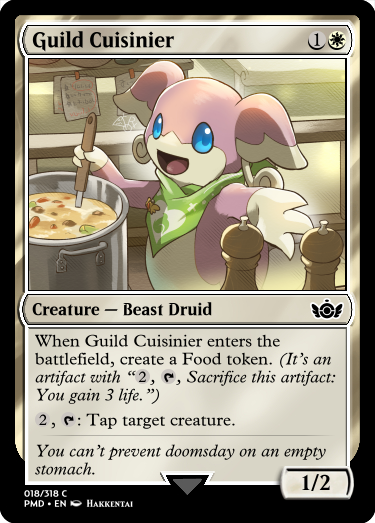 Guild Cuisinier 1
Creature — Beast Druid
When Guild Cuisinier enters the
battlefield, create a Food token. (It's an
artifact with “2, , Sacrifice this artifact:
You gain 3 life.”)
2, : Tap target creature.
You can't prevent doomsday on an empty
stomach.
1/2
018/318 C
PMD • EN Hakkentai